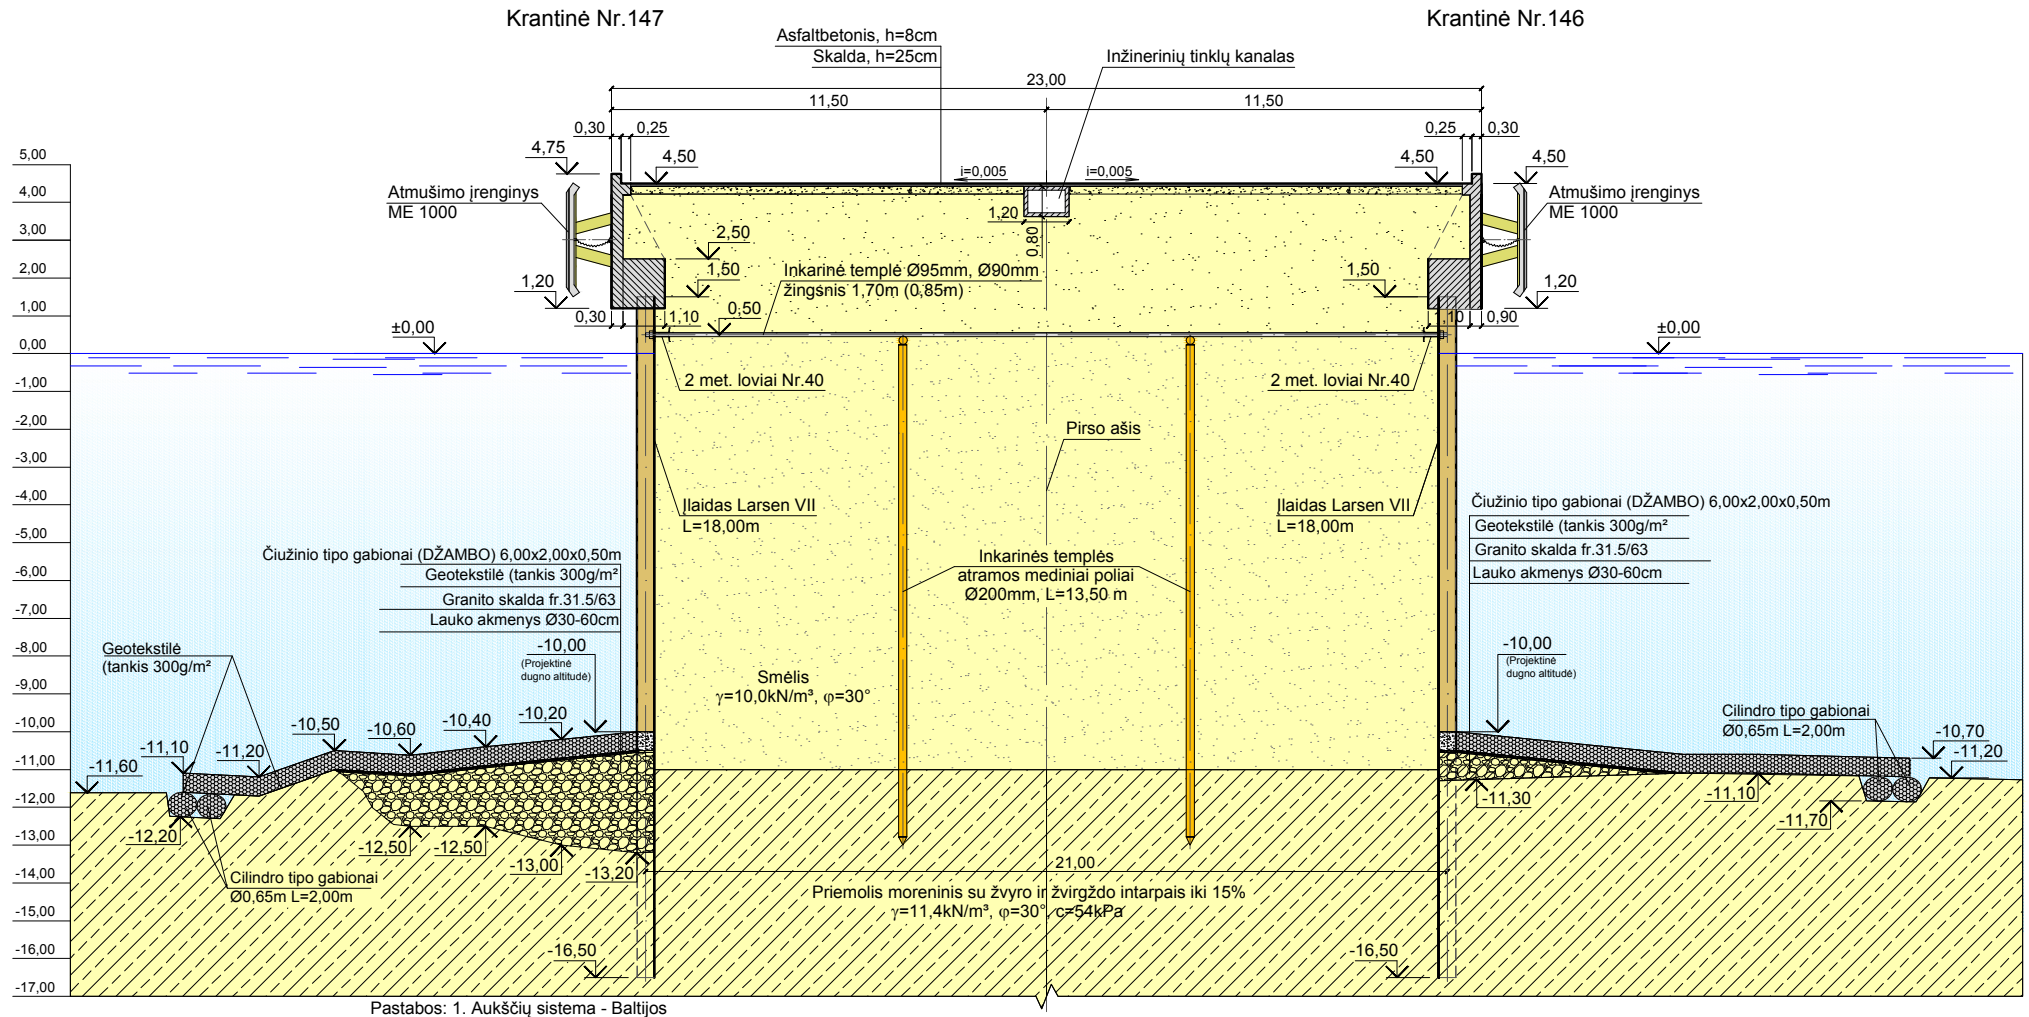 Krantinė Nr.147
Krantinė Nr.146
Asfaltbetonis, h=8cm
Skalda, h=25cm
Inžinerinių tinklų kanalas
23,00
11,50
11,50
0,30
0,25
0,25
0,30
4,75
4,50
4,50
4,50
i=0,005
i=0,005
Atmušimo įrenginys
ME 1000
Atmušimo įrenginys
ME 1000
1,20
0,80
2,50
1,50
1,50
1,20
1,20
Inkarinė templė Ø95mm, Ø90mm
žingsnis 1,70m (0,85m)
0,50
0,30
1,10
1,10
0,90
±0,00
±0,00
5,00
4,00
3,00
2,00
1,00
0,00
-1,00
-2,00
-3,00
-4,00
-5,00
-6,00
-7,00
-8,00
-9,00
-10,00
-11,00
-12,00
-13,00
-14,00
-15,00
-16,00
-17,00
2 met. loviai Nr.40
2 met. loviai Nr.40
Pirso ašis
Įlaidas Larsen VII
L=18,00m
Įlaidas Larsen VII
L=18,00m
Čiužinio tipo gabionai (DŽAMBO) 6,00x2,00x0,50m
Geotekstilė (tankis 300g/m²
Granito skalda fr.31.5/63
Lauko akmenys Ø30-60cm
Čiužinio tipo gabionai (DŽAMBO) 6,00x2,00x0,50m
Geotekstilė (tankis 300g/m²
Granito skalda fr.31.5/63
Lauko akmenys Ø30-60cm
Inkarinės templės
atramos mediniai poliai
Ø200mm, L=13,50 m
Geotekstilė
(tankis 300g/m²
-10,00
(Projektinė
dugno altitudė)
-10,00
(Projektinė
dugno altitudė)
Smėlis
γ=10,0kN/m³, φ=30°
-11,60
-11,10
-11,20
-10,50
-10,60
-10,40
-10,20
-12,20
-12,50
-12,50
-13,00
-13,20
Cilindro tipo gabionai
Ø0,65m L=2,00m
Cilindro tipo gabionai
Ø0,65m L=2,00m
-10,70
-11,20
-11,30
-11,10
-11,70
21,00
Priemolis moreninis su žvyro ir žvirgždo intarpais iki 15%
γ=11,4kN/m³, φ=30°, c=54kPa
-16,50
-16,50
Pastabos: 1. Aukščių sistema - Baltijos